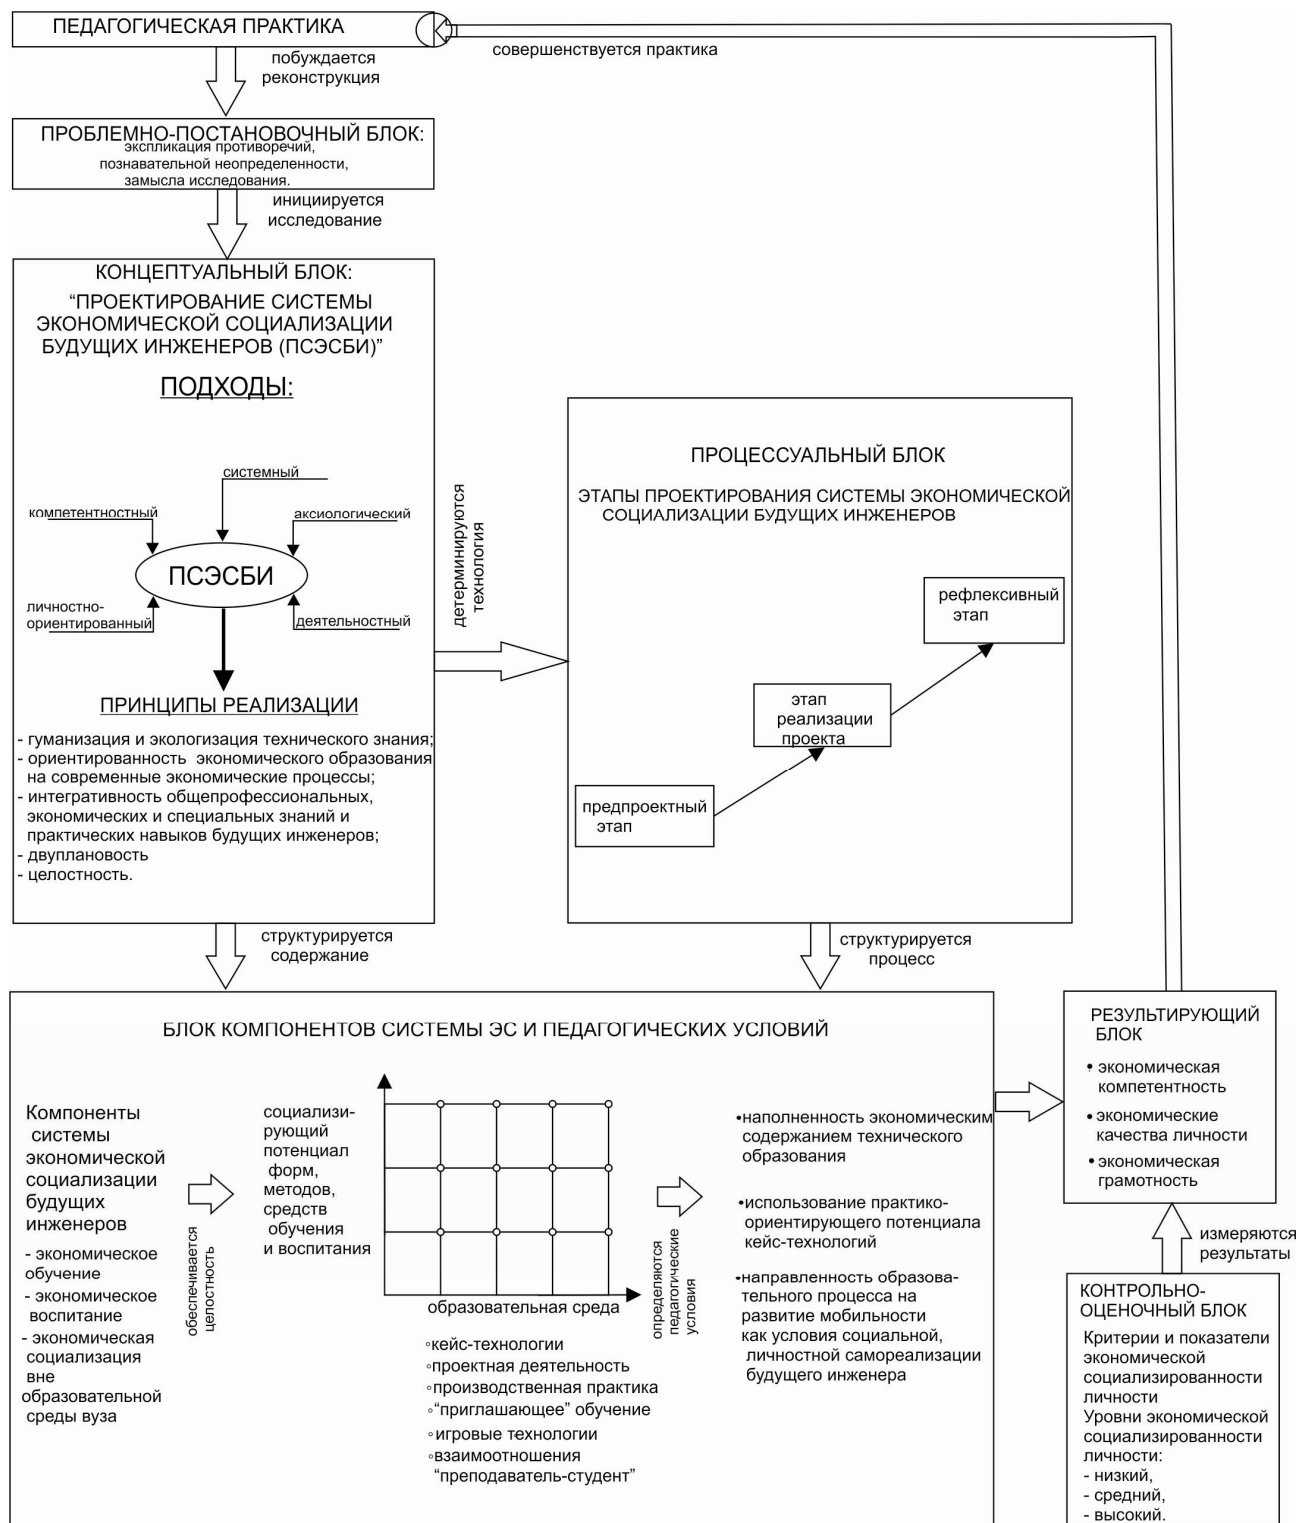 ПЕДАГОГИЧЕСКАЯ ПРАКТИКА
совершенствуется практика
побуждается
реконструкция
ПРОБЛЕМНО-ПОСТАНОВОЧНЫЙ БЛОК:
экспликация противоречий,
познавательной неопределенности,
замысла исследования.
инициируется
исследование
КОНЦЕПТУАЛЬНЫЙ БЛОК:
“ПРОЕКТИРОВАНИЕ СИСТЕМЫ
ЭКОНОМИЧЕСКОЙ СОЦИАЛИЗАЦИИ
БУДУЩИХ ИНЖЕНЕРОВ (ПСЭСБИ)”
ПОДХОДЫ:
системный
компетентностный
аксиологический
ПСЭСБИ
личностно-
ориентированный
деятельностный
ПРИНЦИПЫ РЕАЛИЗАЦИИ
- гуманизация и экологизация технического знания;
- ориентированность экономического образования
на современные экономические процессы;
- интегративность общепрофессиональных,
экономических и специальных знаний и
практических навыков будущих инженеров;
- двуплановость
- целостность.
детерминируются
технология
ПРОЦЕССУАЛЬНЫЙ БЛОК
ЭТАПЫ ПРОЕКТИРОВАНИЯ СИСТЕМЫ ЭКОНОМИЧЕСКОЙ
СОЦИАЛИЗАЦИИ БУДУЩИХ ИНЖЕНЕРОВ
рефлексивный
этап
этап
реализации
проекта
предпроектный
этап
структурируется
содержание
структурируется
процесс
БЛОК КОМПОНЕНТОВ СИСТЕМЫ ЭС И ПЕДАГОГИЧЕСКИХ УСЛОВИЙ
Компоненты
системы
экономической
социализации
будущих
инженеров
- экономическое
обучение
- экономическое
воспитание
- экономическая
социализация
вне
образовательной
среды вуза
обеспечивается
целостность
социализи-
рующий
потенциал
форм,
методов,
средств
обучения
и воспитания
образовательная среда
◦кейс-технологии
◦проектная деятельность
◦производственная практика
◦“приглашающее” обучение
◦игровые технологии
◦взаимоотношения
“преподаватель-студент”
определяются
педагогические
условия
•наполненность экономическим
содержанием технического
образования
•использование практико-
ориентирующего потенциала
кейс-технологий
•направленность образова-
тельного процесса на
развитие мобильности
как условия социальной,
личностной самореализации
будущего инженера
РЕЗУЛЬТИРУЮЩИЙ
БЛОК
• экономическая
компетентность
• экономические
качества личности
• экономическая
грамотность
измеряются
результаты
КОНТРОЛЬНО-
ОЦЕНОЧНЫЙ БЛОК
Критерии и показатели
экономической
социализированности
личности
Уровни экономической
социализированности
личности:
- низкий,
- средний,
- высокий.